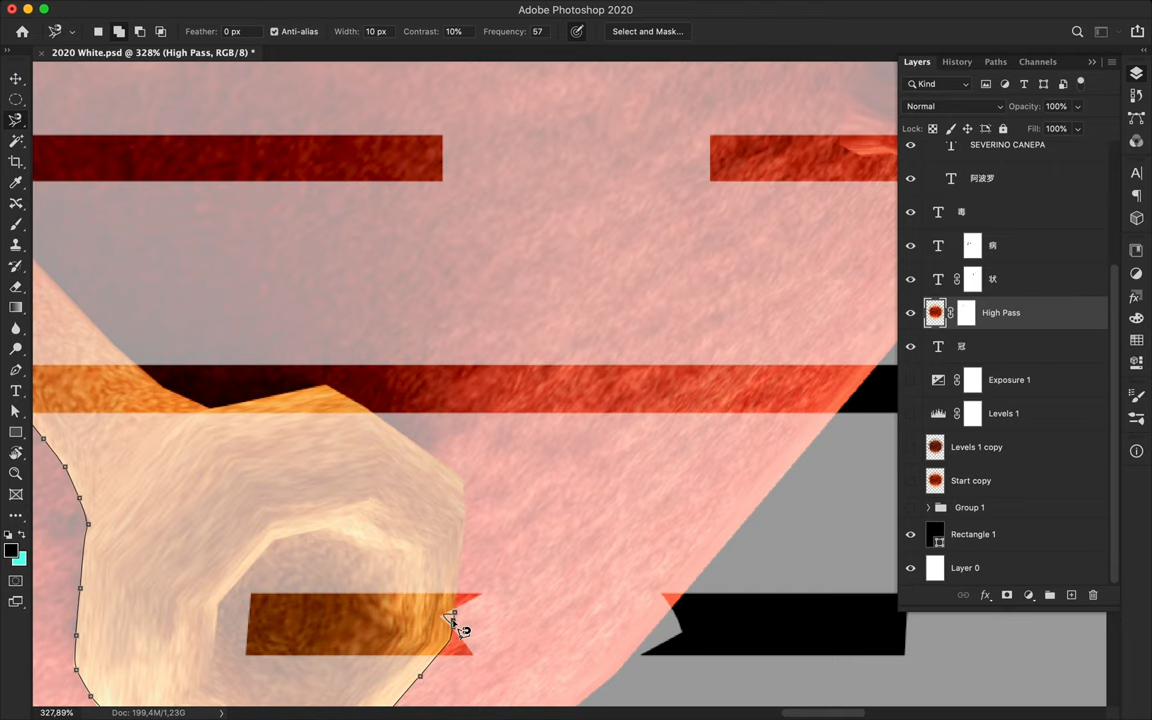 Adobe Photoshop 2020
Feather: 0 px Anti-alias Width: 10 px Contrast: 10% Frequency: 57 Select and Mask...
2020 White.psd @ 328% (High Pass, RGB/8) *
Layers History Paths Channels
Kind
Normal Opacity: 100%
Lock: Fill: 100%
SEVERINO CANEPA
阿波罗
毒
病
状
High Pass
冠
Exposure 1
Levels 1
Levels 1 copy
Start copy
Group 1
Rectangle 1
Layer 0
327,89% Doc: 199,4M/1,23G